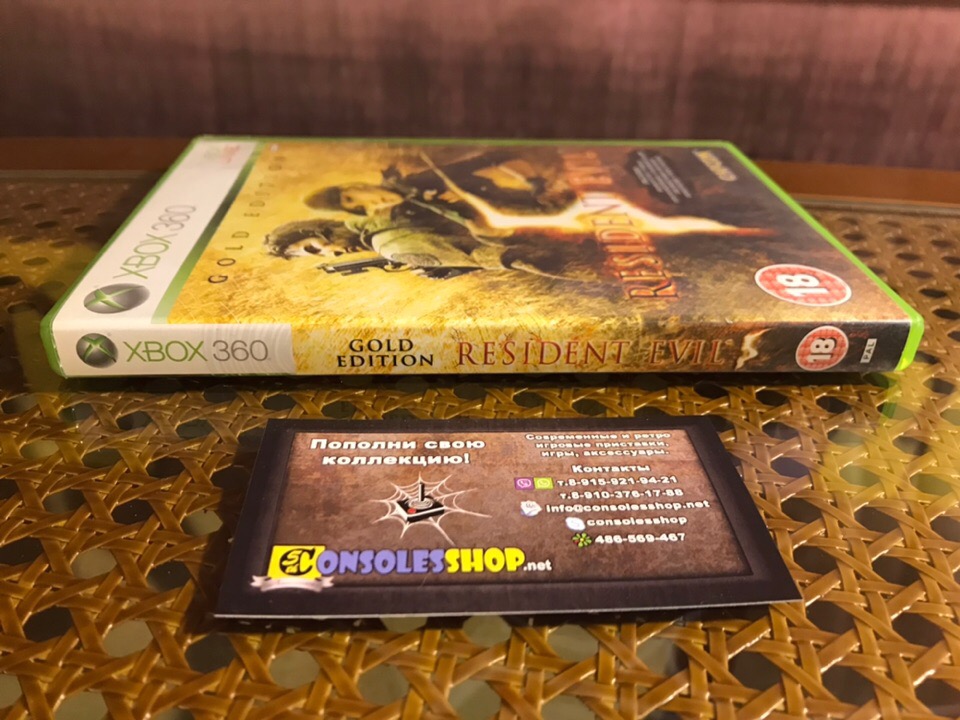 XBOX 360
GOLD EDITION
RESIDENT EVIL
18
XBOX 360
GOLD
EDITION
RESIDENT EVIL 5
18
PAL
Пополни свою
коллекцию!
CONSOLESSHOP.net
Современные и ретро
игровые приставки,
игры, аксессуары.
Контакты
т.8-915-921-94-21
т.8-910-376-17-88
info@consolesshop.net
consolesshop
486-569-467